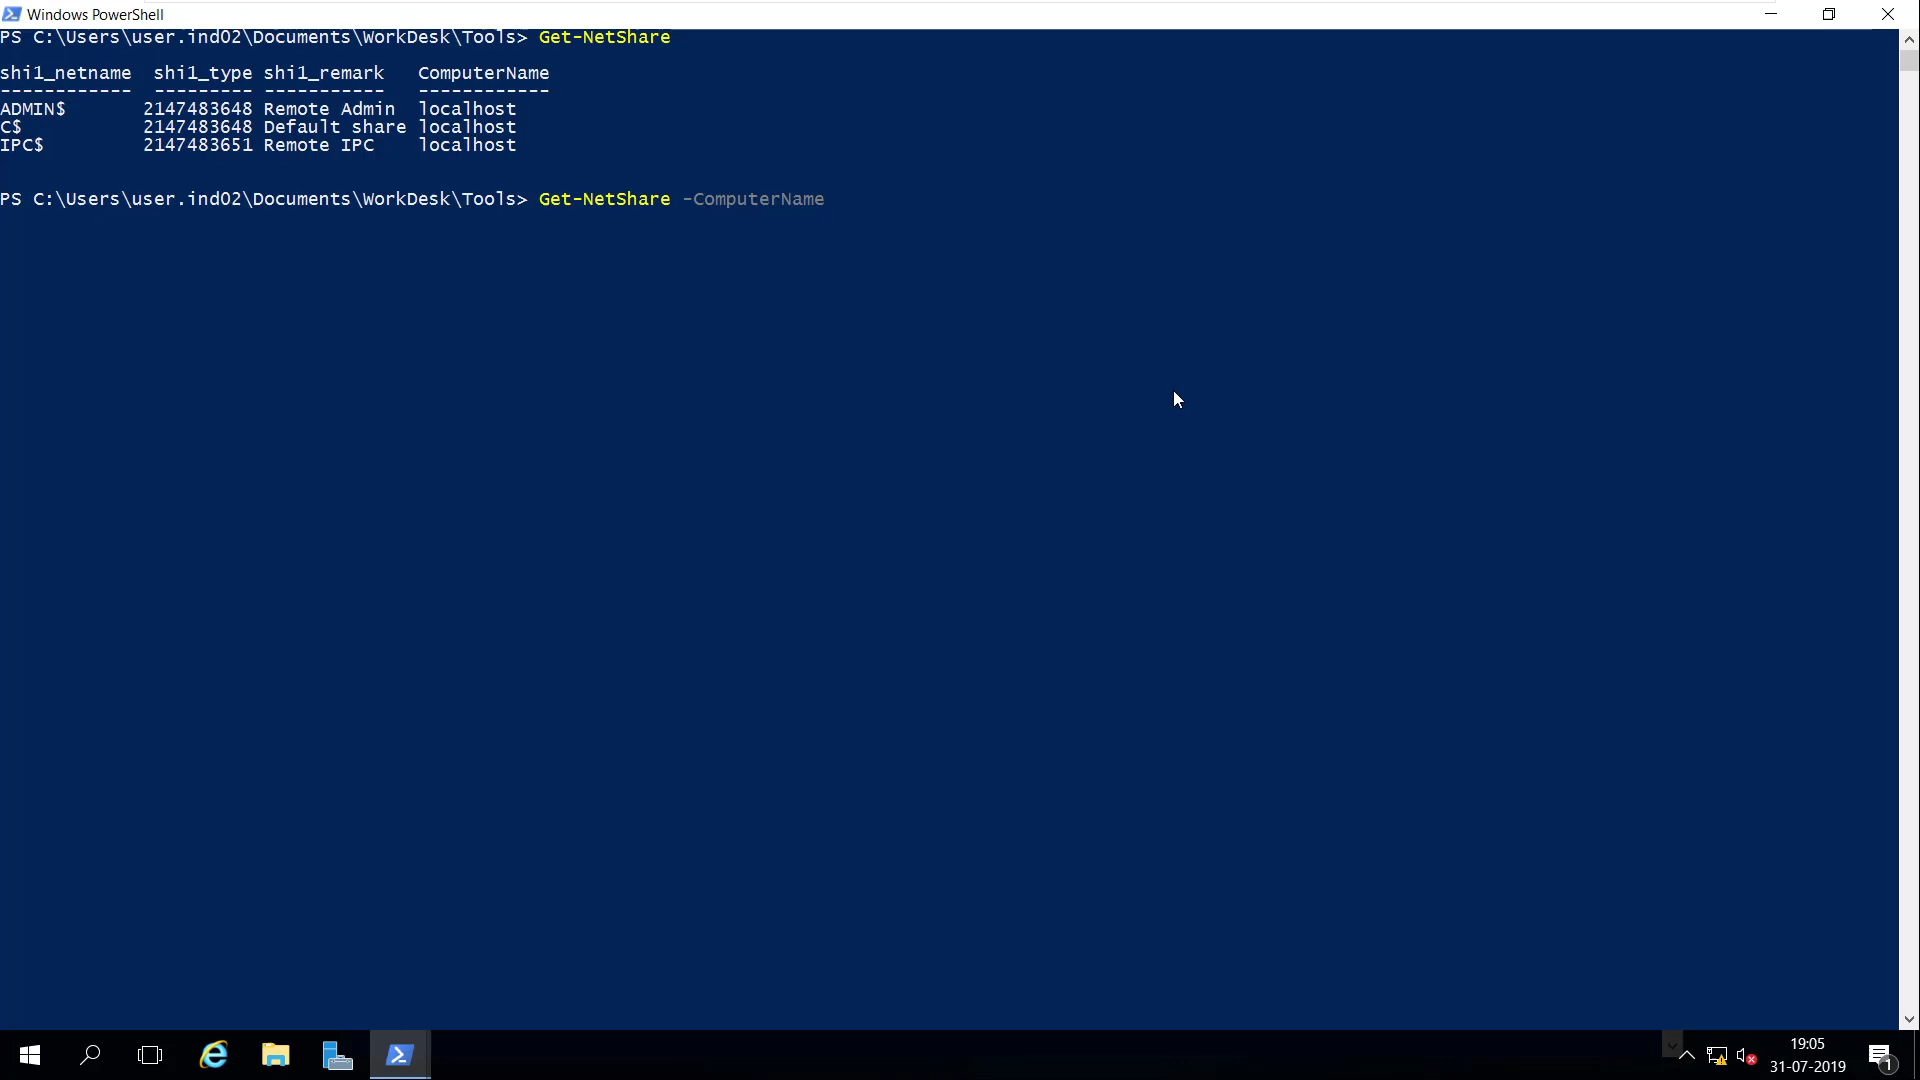 Windows PowerShell
PS C:\Users\user.ind02\Documents\WorkDesk\Tools> Get-NetShare
shi1_netname  shi1_type shi1_remark   ComputerName
------------  --------- -----------   ------------
ADMIN$       2147483648 Remote Admin  localhost
C$           2147483648 Default share localhost
IPC$         2147483651 Remote IPC    localhost
PS C:\Users\user.ind02\Documents\WorkDesk\Tools> Get-NetShare -ComputerName
19:05
31-07-2019
1